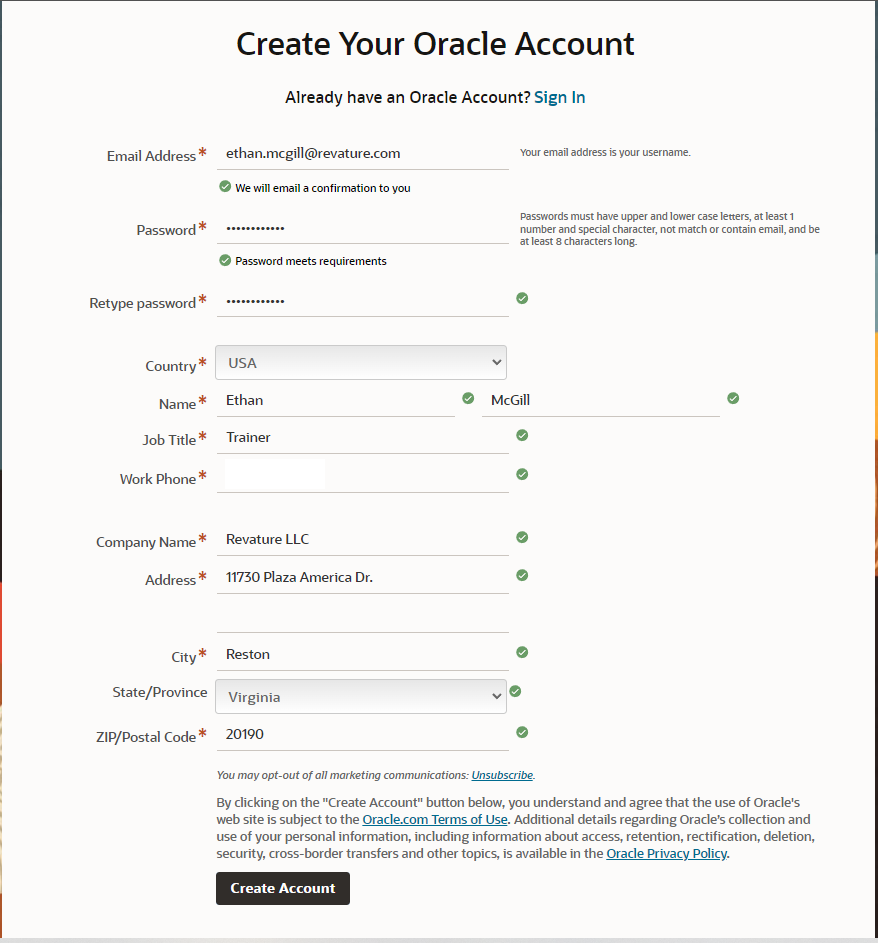 Create Your Oracle Account
Already have an Oracle Account? Sign In
Email Address* ethan.mcgill@revature.com Your email address is your username.
We will email a confirmation to you
Password* ••••••••••••
Passwords must have upper and lower case letters, at least 1
number and special character, not match or contain email, and be
at least 8 characters long.
Password meets requirements
Retype password* ••••••••••••
Country* USA
Name* Ethan McGill
Job Title* Trainer
Work Phone*
Company Name* Revature LLC
Address* 11730 Plaza America Dr.
City* Reston
State/Province Virginia
ZIP/Postal Code* 20190
You may opt-out of all marketing communications: Unsubscribe.
By clicking on the "Create Account" button below, you understand and agree that the use of Oracle's
web site is subject to the Oracle.com Terms of Use. Additional details regarding Oracle's collection and
use of your personal information, including information about access, retention, rectification, deletion,
security, cross-border transfers and other topics, is available in the Oracle Privacy Policy.
Create Account